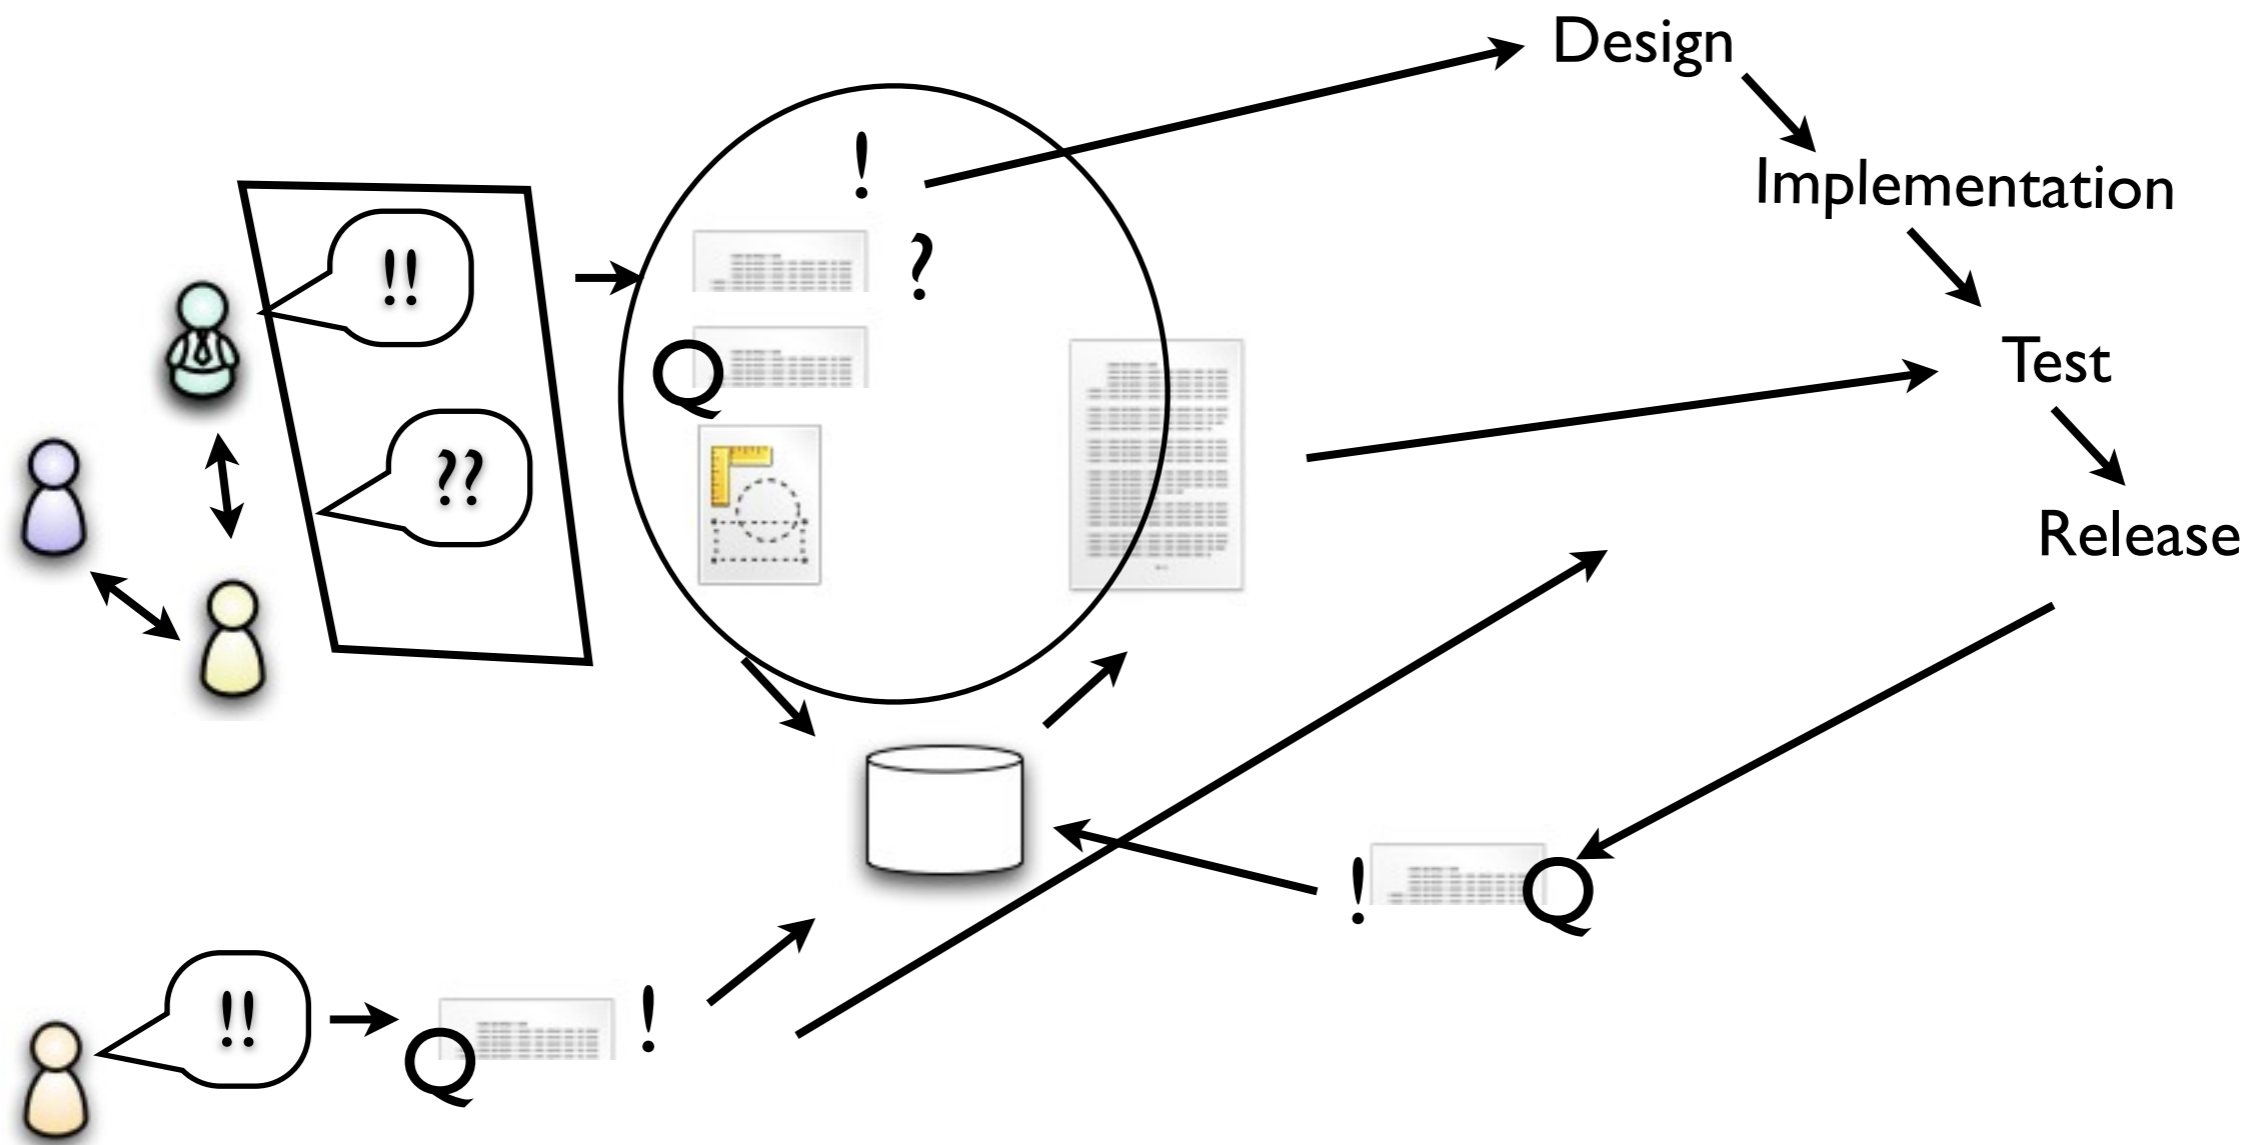 Design
!
Implementation
!!
?
Q
Test
??
Release
! Q
!!
!
Q